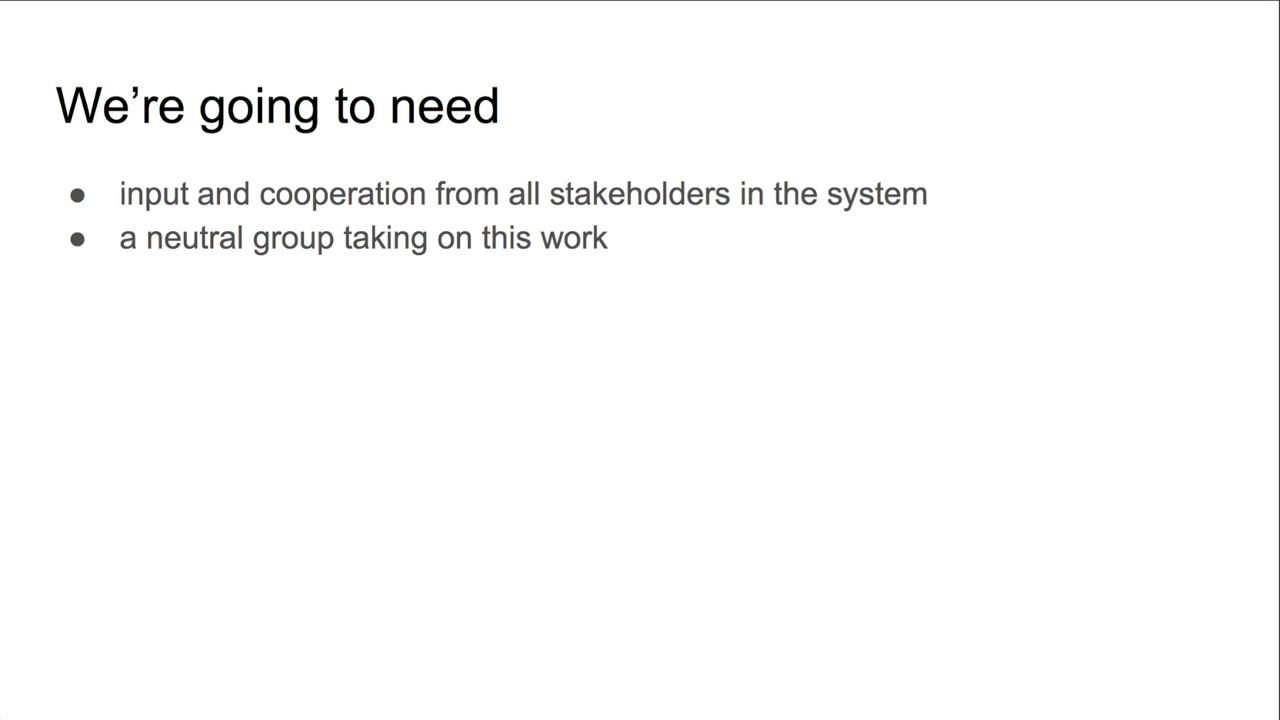 We’re going to need
● input and cooperation from all stakeholders in the system
● a neutral group taking on this work